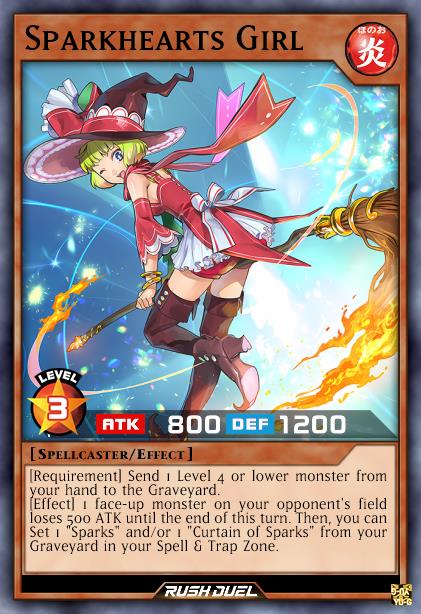 Sparkhearts Girl
ほのお
炎
LEVEL
3
ATK 800 DEF 1200
[Spellcaster/Effect]
[Requirement] Send 1 Level 4 or lower monster from
your hand to the Graveyard.
[Effect] 1 face-up monster on your opponent's field
loses 500 ATK until the end of this turn. Then, you can
Set 1 "Sparks" and/or 1 "Curtain of Sparks" from your
Graveyard in your Spell & Trap Zone.
RUSH DUEL